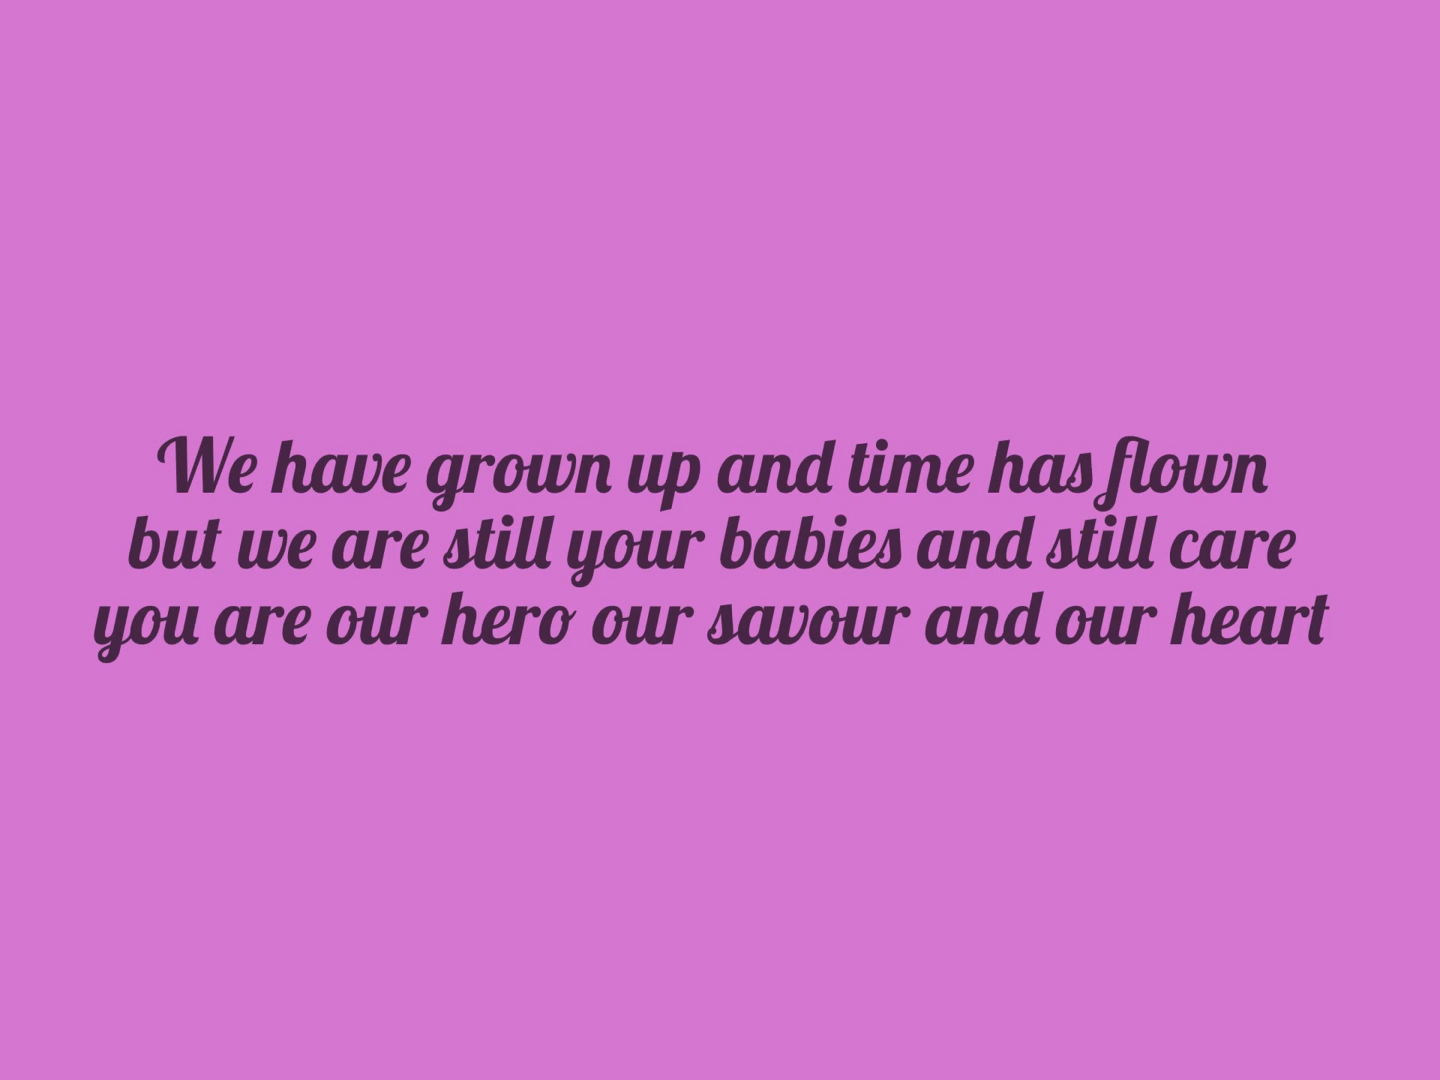 We have grown up and time has flown
but we are still your babies and still care
you are our hero our savour and our heart